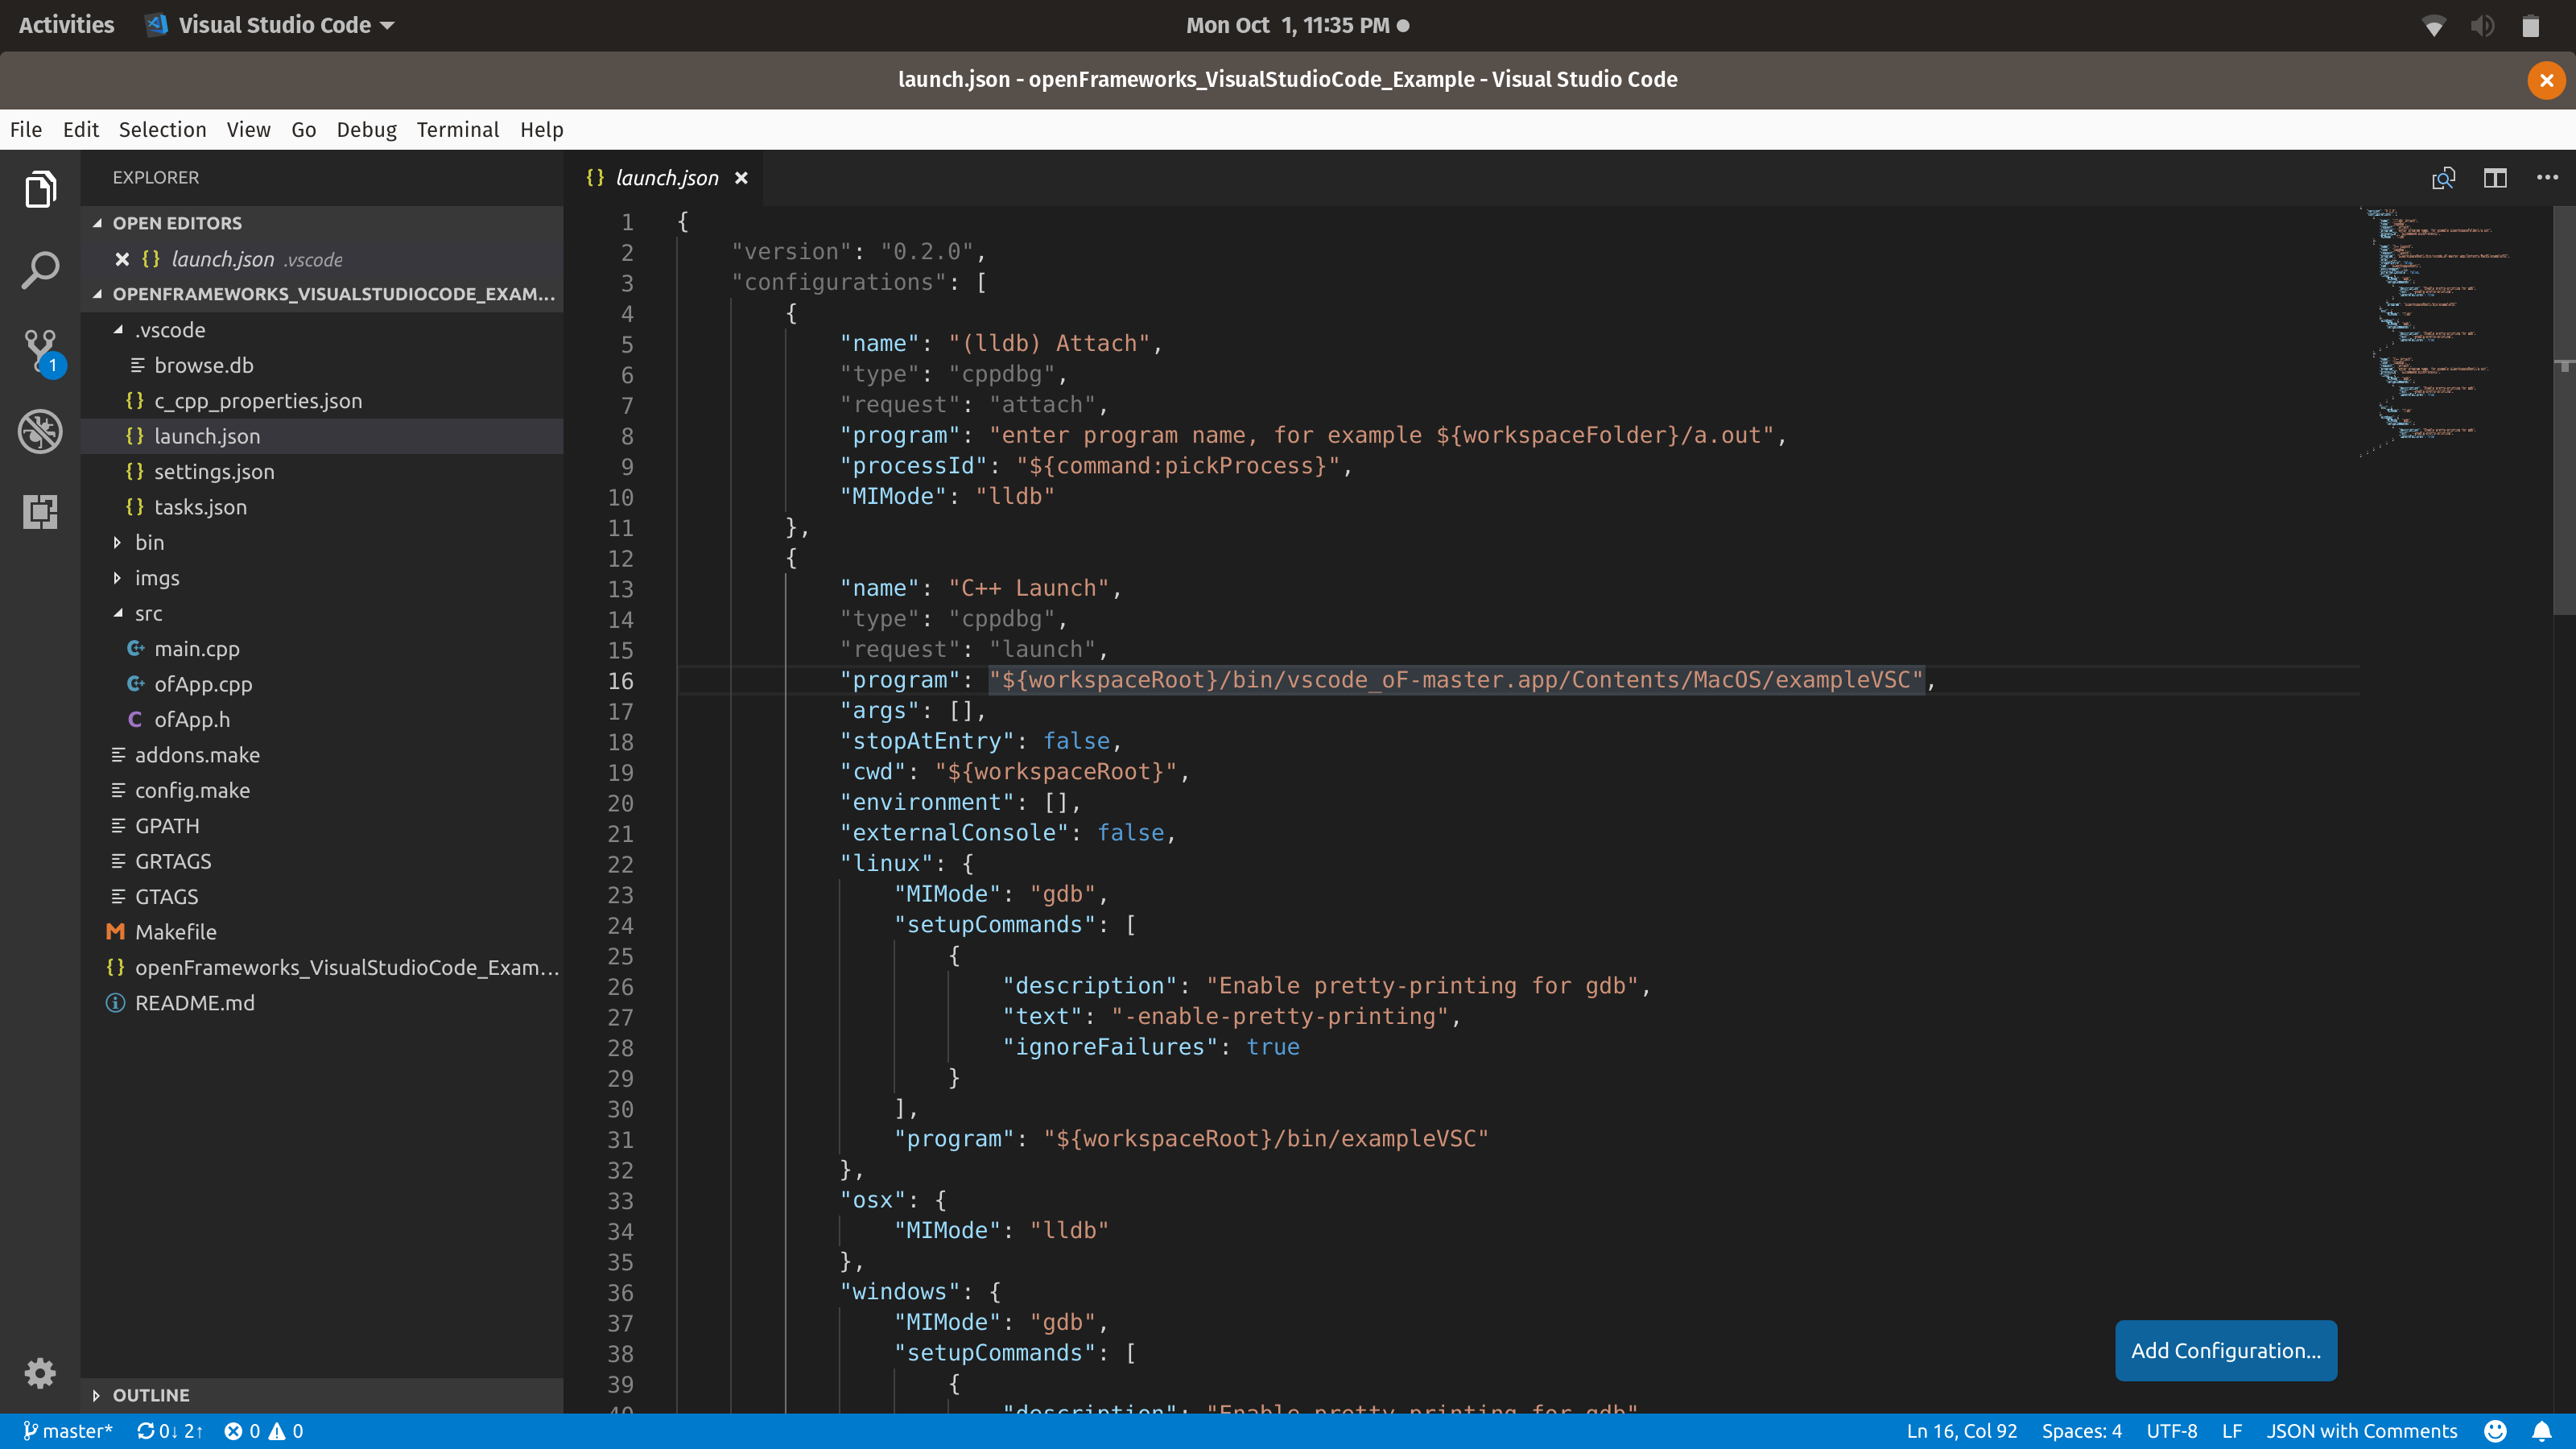 Activities Visual Studio Code Mon Oct 1, 11:35 PM
launch.json - openFrameworks_VisualStudioCode_Example - Visual Studio Code
File Edit Selection View Go Debug Terminal Help
EXPLORER
OPEN EDITORS
{} launch.json .vscode
OPENFRAMEWORKS_VISUALSTUDIOCODE_EXAM...
.vscode
browse.db
{} c_cpp_properties.json
{} launch.json
{} settings.json
{} tasks.json
bin
imgs
src
main.cpp
ofApp.cpp
C ofApp.h
addons.make
config.make
GPATH
GRTAGS
GTAGS
M Makefile
{} openFrameworks_VisualStudioCode_Exam...
README.md
OUTLINE
1
{} launch.json
1 {
2 "version": "0.2.0",
3 "configurations": [
4 {
5 "name": "(lldb) Attach",
6 "type": "cppdbg",
7 "request": "attach",
8 "program": "enter program name, for example ${workspaceFolder}/a.out",
9 "processId": "${command:pickProcess}",
10 "MIMode": "lldb"
11 },
12 {
13 "name": "C++ Launch",
14 "type": "cppdbg",
15 "request": "launch",
16 "program": "${workspaceRoot}/bin/vscode_oF-master.app/Contents/MacOS/exampleVSC",
17 "args": [],
18 "stopAtEntry": false,
19 "cwd": "${workspaceRoot}",
20 "environment": [],
21 "externalConsole": false,
22 "linux": {
23 "MIMode": "gdb",
24 "setupCommands": [
25 {
26 "description": "Enable pretty-printing for gdb",
27 "text": "-enable-pretty-printing",
28 "ignoreFailures": true
29 }
30 ],
31 "program": "${workspaceRoot}/bin/exampleVSC"
32 },
33 "osx": {
34 "MIMode": "lldb"
35 },
36 "windows": {
37 "MIMode": "gdb",
38 "setupCommands": [
39 {
40 "description": "Enable pretty-printing for gdb"
Add Configuration...
master* 0↓ 2↑ 0 0 Ln 16, Col 92 Spaces: 4 UTF-8 LF JSON with Comments